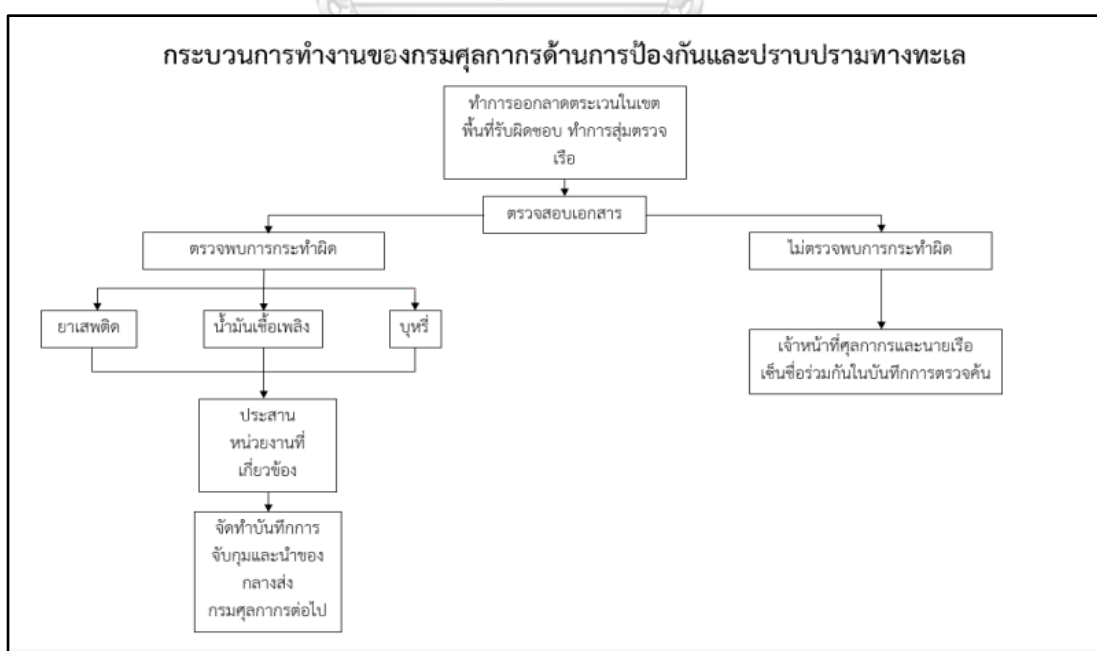 กระบวนการทำงานของกรมศุลกากรด้านการป้องกันและปราบปรามทางทะเล
ทำการออกลาดตระเวนในเขต
พื้นที่รับผิดชอบ ทำการสุ่มตรวจ
เรือ
ตรวจสอบเอกสาร
ตรวจพบการกระทำผิด
ไม่ตรวจพบการกระทำผิด
ยาเสพติด
น้ำมันเชื้อเพลิง
บุหรี่
เจ้าหน้าที่ศุลกากรและนายเรือ
เซ็นชื่อร่วมกันในบันทึกการตรวจค้น
ประสาน
หน่วยงานที่
เกี่ยวข้อง
จัดทำบันทึกการ
จับกุมและนำของ
กลางส่ง
กรมศุลกากรต่อไป